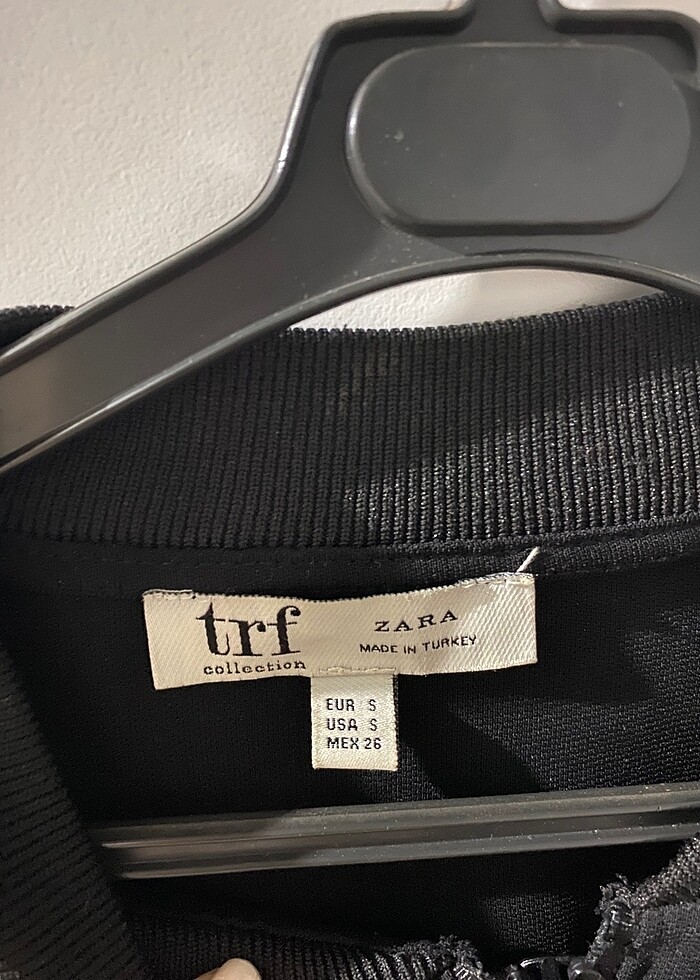 trf
collection
ZARA
MADE IN TURKEY
EUR S
USA S
MEX 26